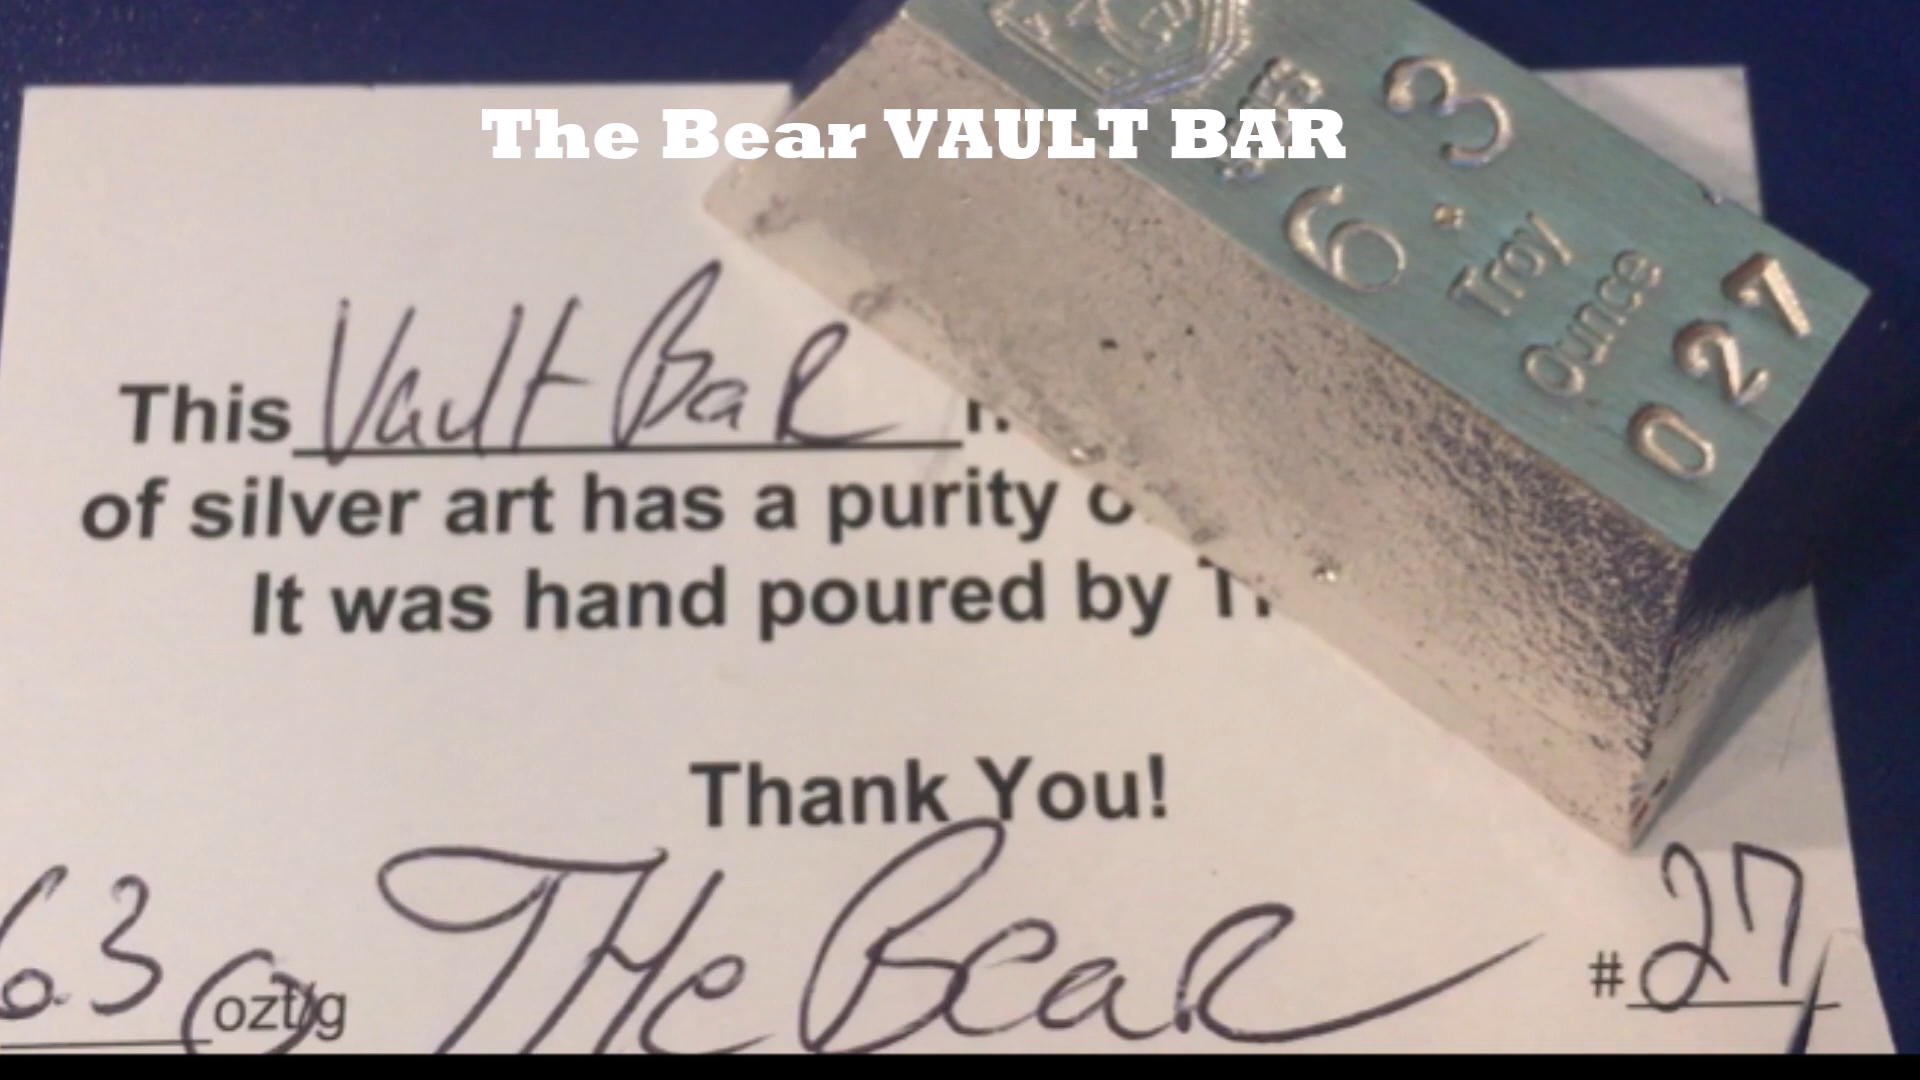 The Bear VAULT BAR
6.3
Troy
Ounce
027
This Vault Bar
of silver art has a purity
It was hand poured by
Thank You!
6.3 ozt/g THe Bear #27